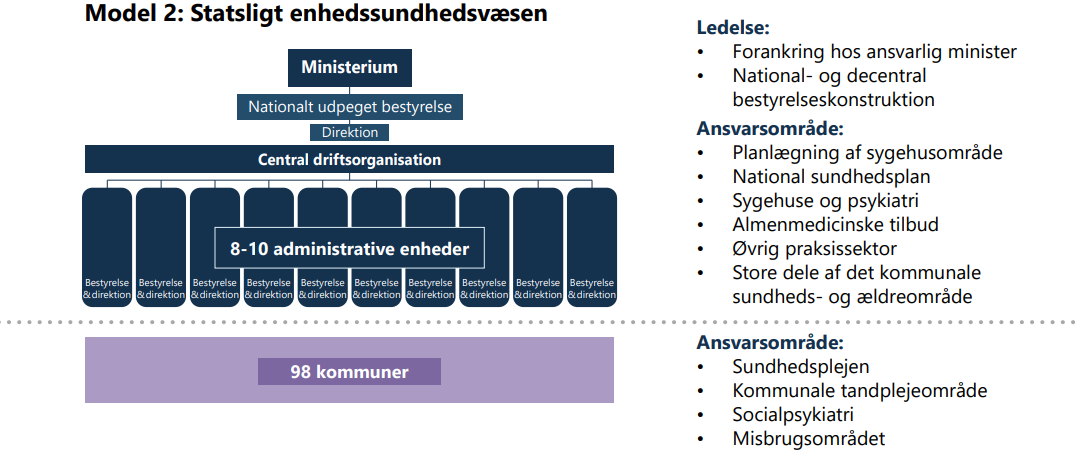 Model 2: Statsligt enhedssundhedsvæsen
Ministerium
Nationalt udpeget bestyrelse
Direktion
Central driftsorganisation
8-10 administrative enheder
Bestyrelse Bestyrelse Bestyrelse Bestyrelse Bestyrelse Bestyrelse Bestyrelse Bestyrelse Bestyrelse Bestyrelse
& direktion & direktion & direktion & direktion & direktion & direktion & direktion & direktion & direktion & direktion
98 kommuner
Ledelse:
• Forankring hos ansvarlig minister
• National- og decentral
bestyrelseskonstruktion
Ansvarsområde:
• Planlægning af sygehusområde
• National sundhedsplan
• Sygehuse og psykiatri
• Almenmedicinske tilbud
• Øvrig praksissektor
• Store dele af det kommunale
sundheds- og ældreområde
Ansvarsområde:
• Sundhedsplejen
• Kommunale tandplejeområde
• Socialpsykiatri
• Misbrugsområdet